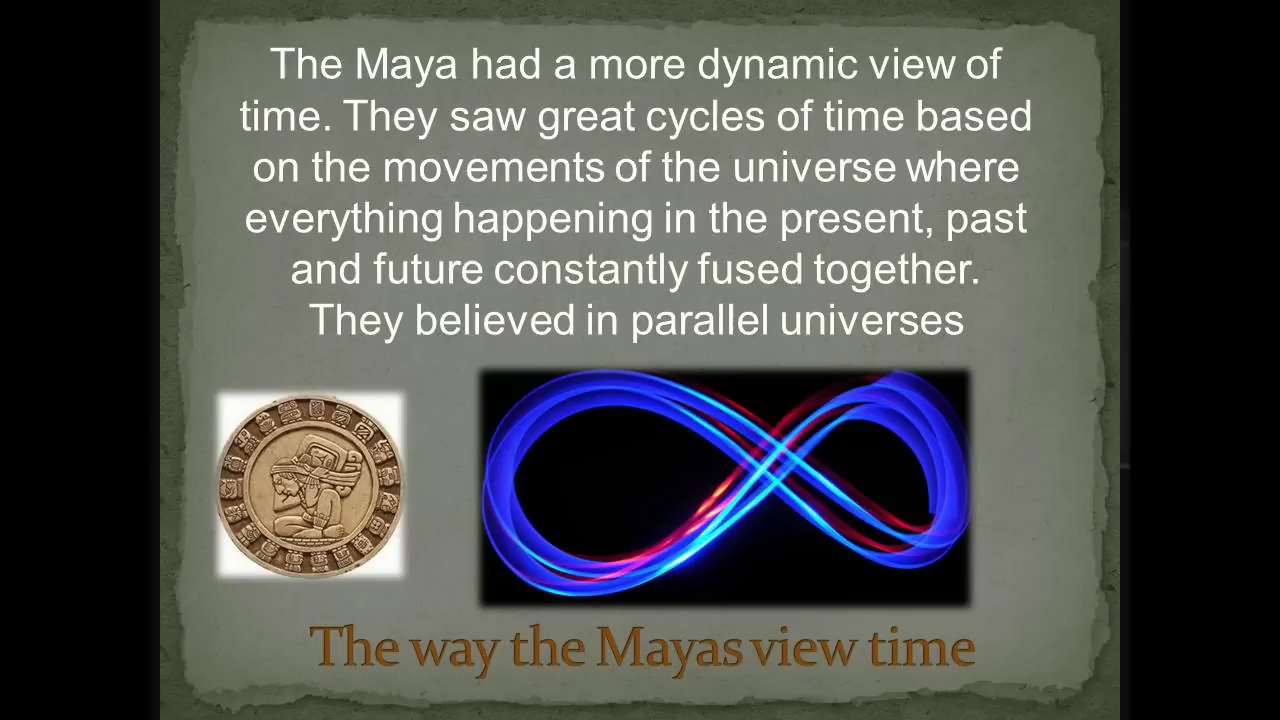 The Maya had a more dynamic view of
time. They saw great cycles of time based
on the movements of the universe where
everything happening in the present, past
and future constantly fused together.
They believed in parallel universes
The way the Mayas view time